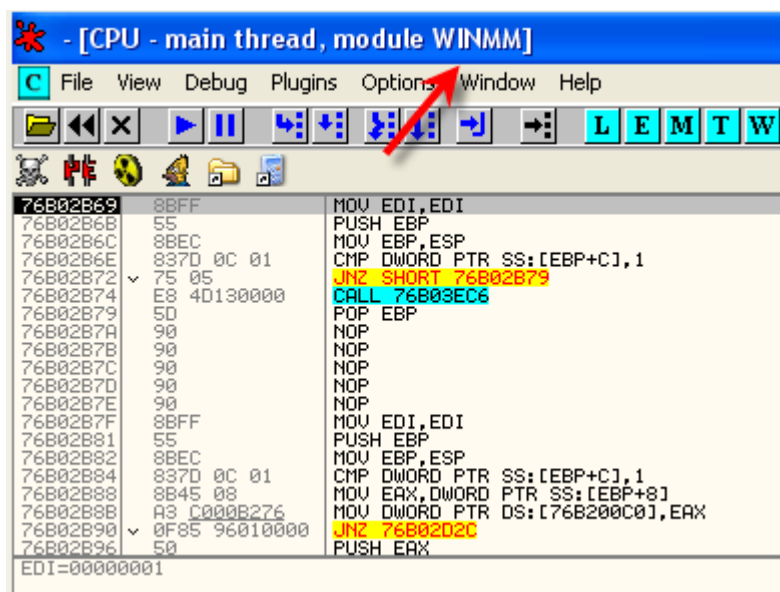 - [CPU - main thread, module WINMM]
C File View Debug Plugins Options Window Help
L E M T W
76B02B69 8BFF MOV EDI,EDI
76B02B6B 55 PUSH EBP
76B02B6C 8BEC MOV EBP,ESP
76B02B6E 837D 0C 01 CMP DWORD PTR SS:[EBP+C],1
76B02B72 75 05 JNZ SHORT 76B02B79
76B02B74 E8 4D130000 CALL 76B03EC6
76B02B79 5D POP EBP
76B02B7A 90 NOP
76B02B7B 90 NOP
76B02B7C 90 NOP
76B02B7D 90 NOP
76B02B7E 90 NOP
76B02B7F 8BFF MOV EDI,EDI
76B02B81 55 PUSH EBP
76B02B82 8BEC MOV EBP,ESP
76B02B84 837D 0C 01 CMP DWORD PTR SS:[EBP+C],1
76B02B88 8B45 08 MOV EAX,DWORD PTR SS:[EBP+8]
76B02B8B A3 C000B276 MOV DWORD PTR DS:[76B200C0],EAX
76B02B90 0F85 96010000 JNZ 76B02D2C
76B02B96 50 PUSH EAX
EDI=00000001